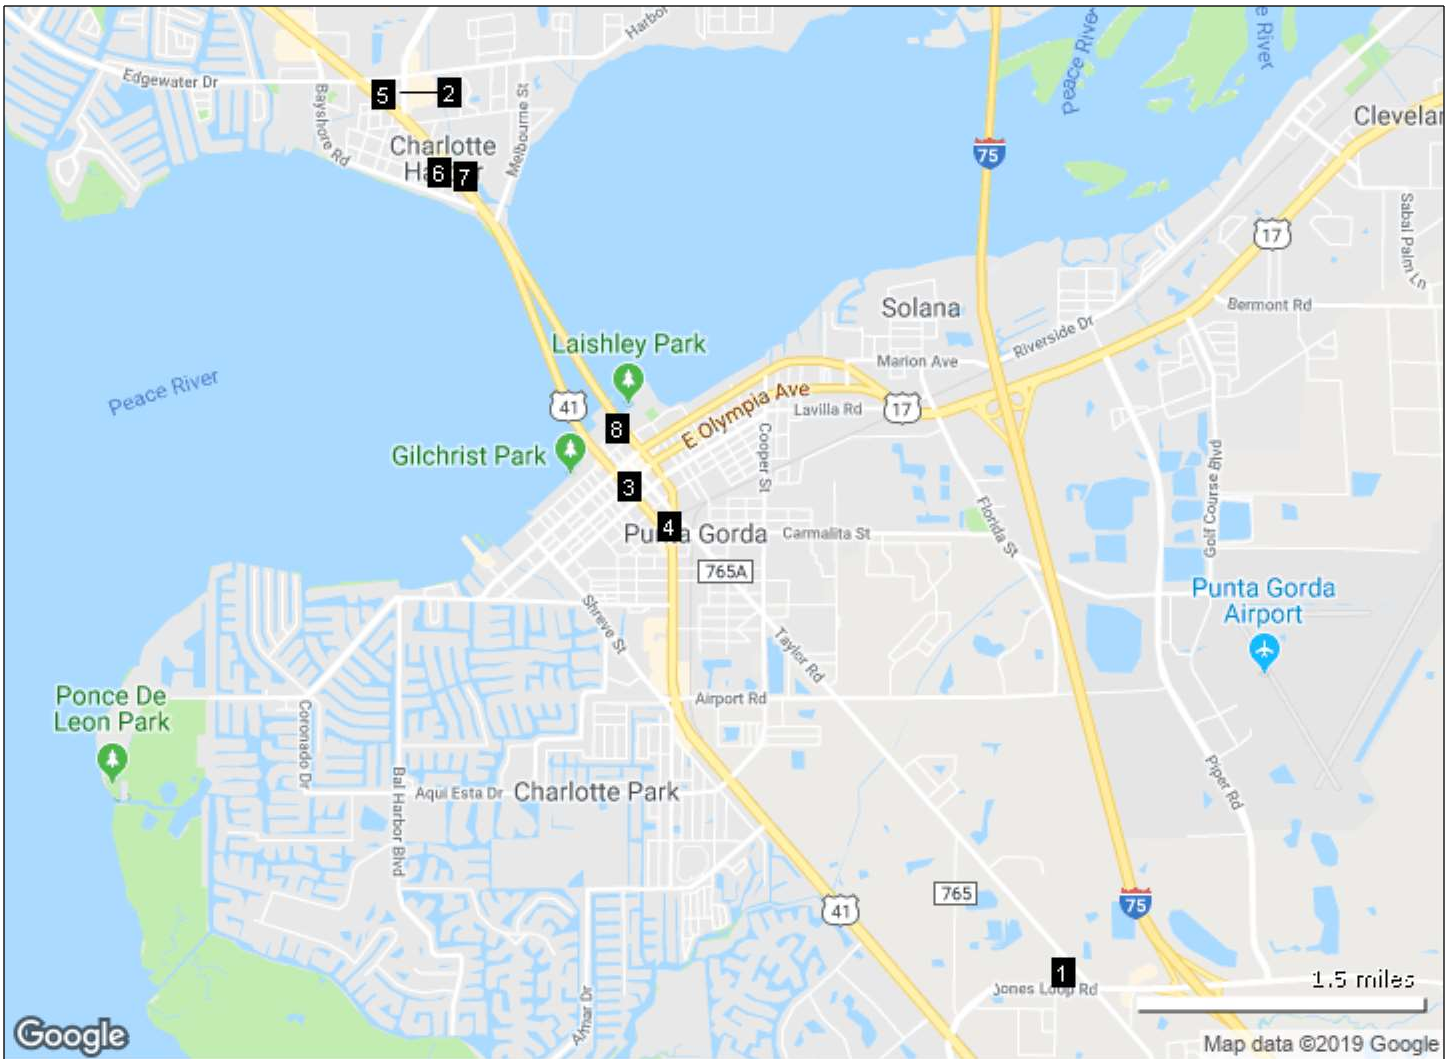 Harbor
Peace River
e River
Edgewater Dr
5
2
Bayshore Rd
Melbourne St
Clevelan
Charlotte
Ha
r
6
7
75
Sabal Palm Ln
17
Solana
Bermont Rd
Riverside Dr
Laishley Park
Marion Ave
Peace River
41
E Olympia Ave
Lavilla Rd
17
8
Gilchrist Park
Cooper St
Golf Course Blvd
3
4
Pu
a Gorda
Carmalita St
Florida St
765A
Punta Gorda
Airport
Shreve St
Taylor Rd
Ponce De
Leon Park
Airport Rd
Coronado Dr
Bal Harbor Blvd
Aqui Esta Dr
Charlotte Park
Piper Rd
765
41
75
1
Jones Loop Rd
1.5 miles
Almar Dr
Google
Map data ©2019 Google